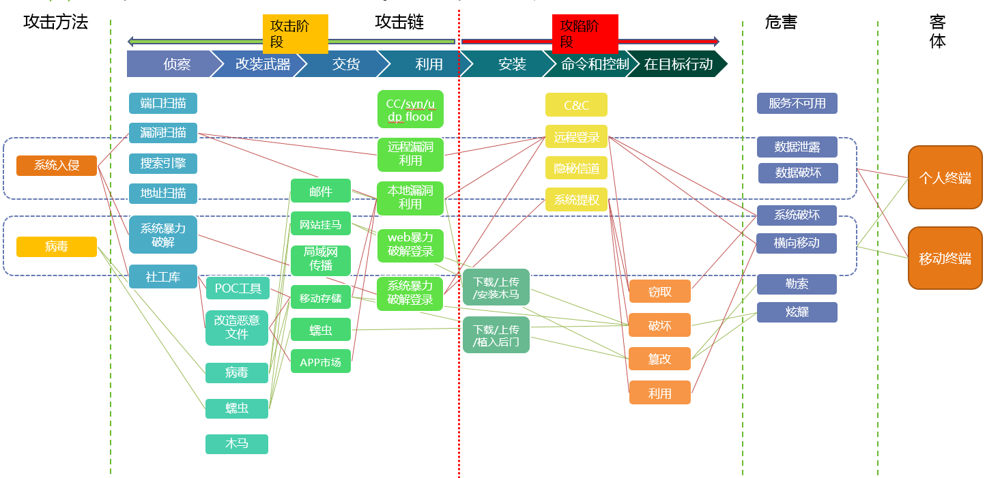 攻击方法
攻击链
危害
客
体
攻击阶
段
攻陷阶
段
侦察
改装武器
交货
利用
安装
命令和控制
在目标行动
系统入侵
病毒
端口扫描
漏洞扫描
搜索引擎
地址扫描
系统暴力
破解
社工库
POC工具
改造恶意
文件
病毒
蠕虫
木马
邮件
网站挂马
局域网
传播
移动存储
蠕虫
APP市场
CC/syn/u
dp flood
远程漏洞
利用
本地漏洞
利用
web暴力
破解登录
系统暴力
破解登录
下载/上传
/安装木马
下载/上传
/植入后门
C&C
远程登录
隐秘信道
系统提权
窃取
破坏
篡改
利用
服务不可用
数据泄露
数据破坏
系统破坏
横向移动
勒索
炫耀
个人终端
移动终端